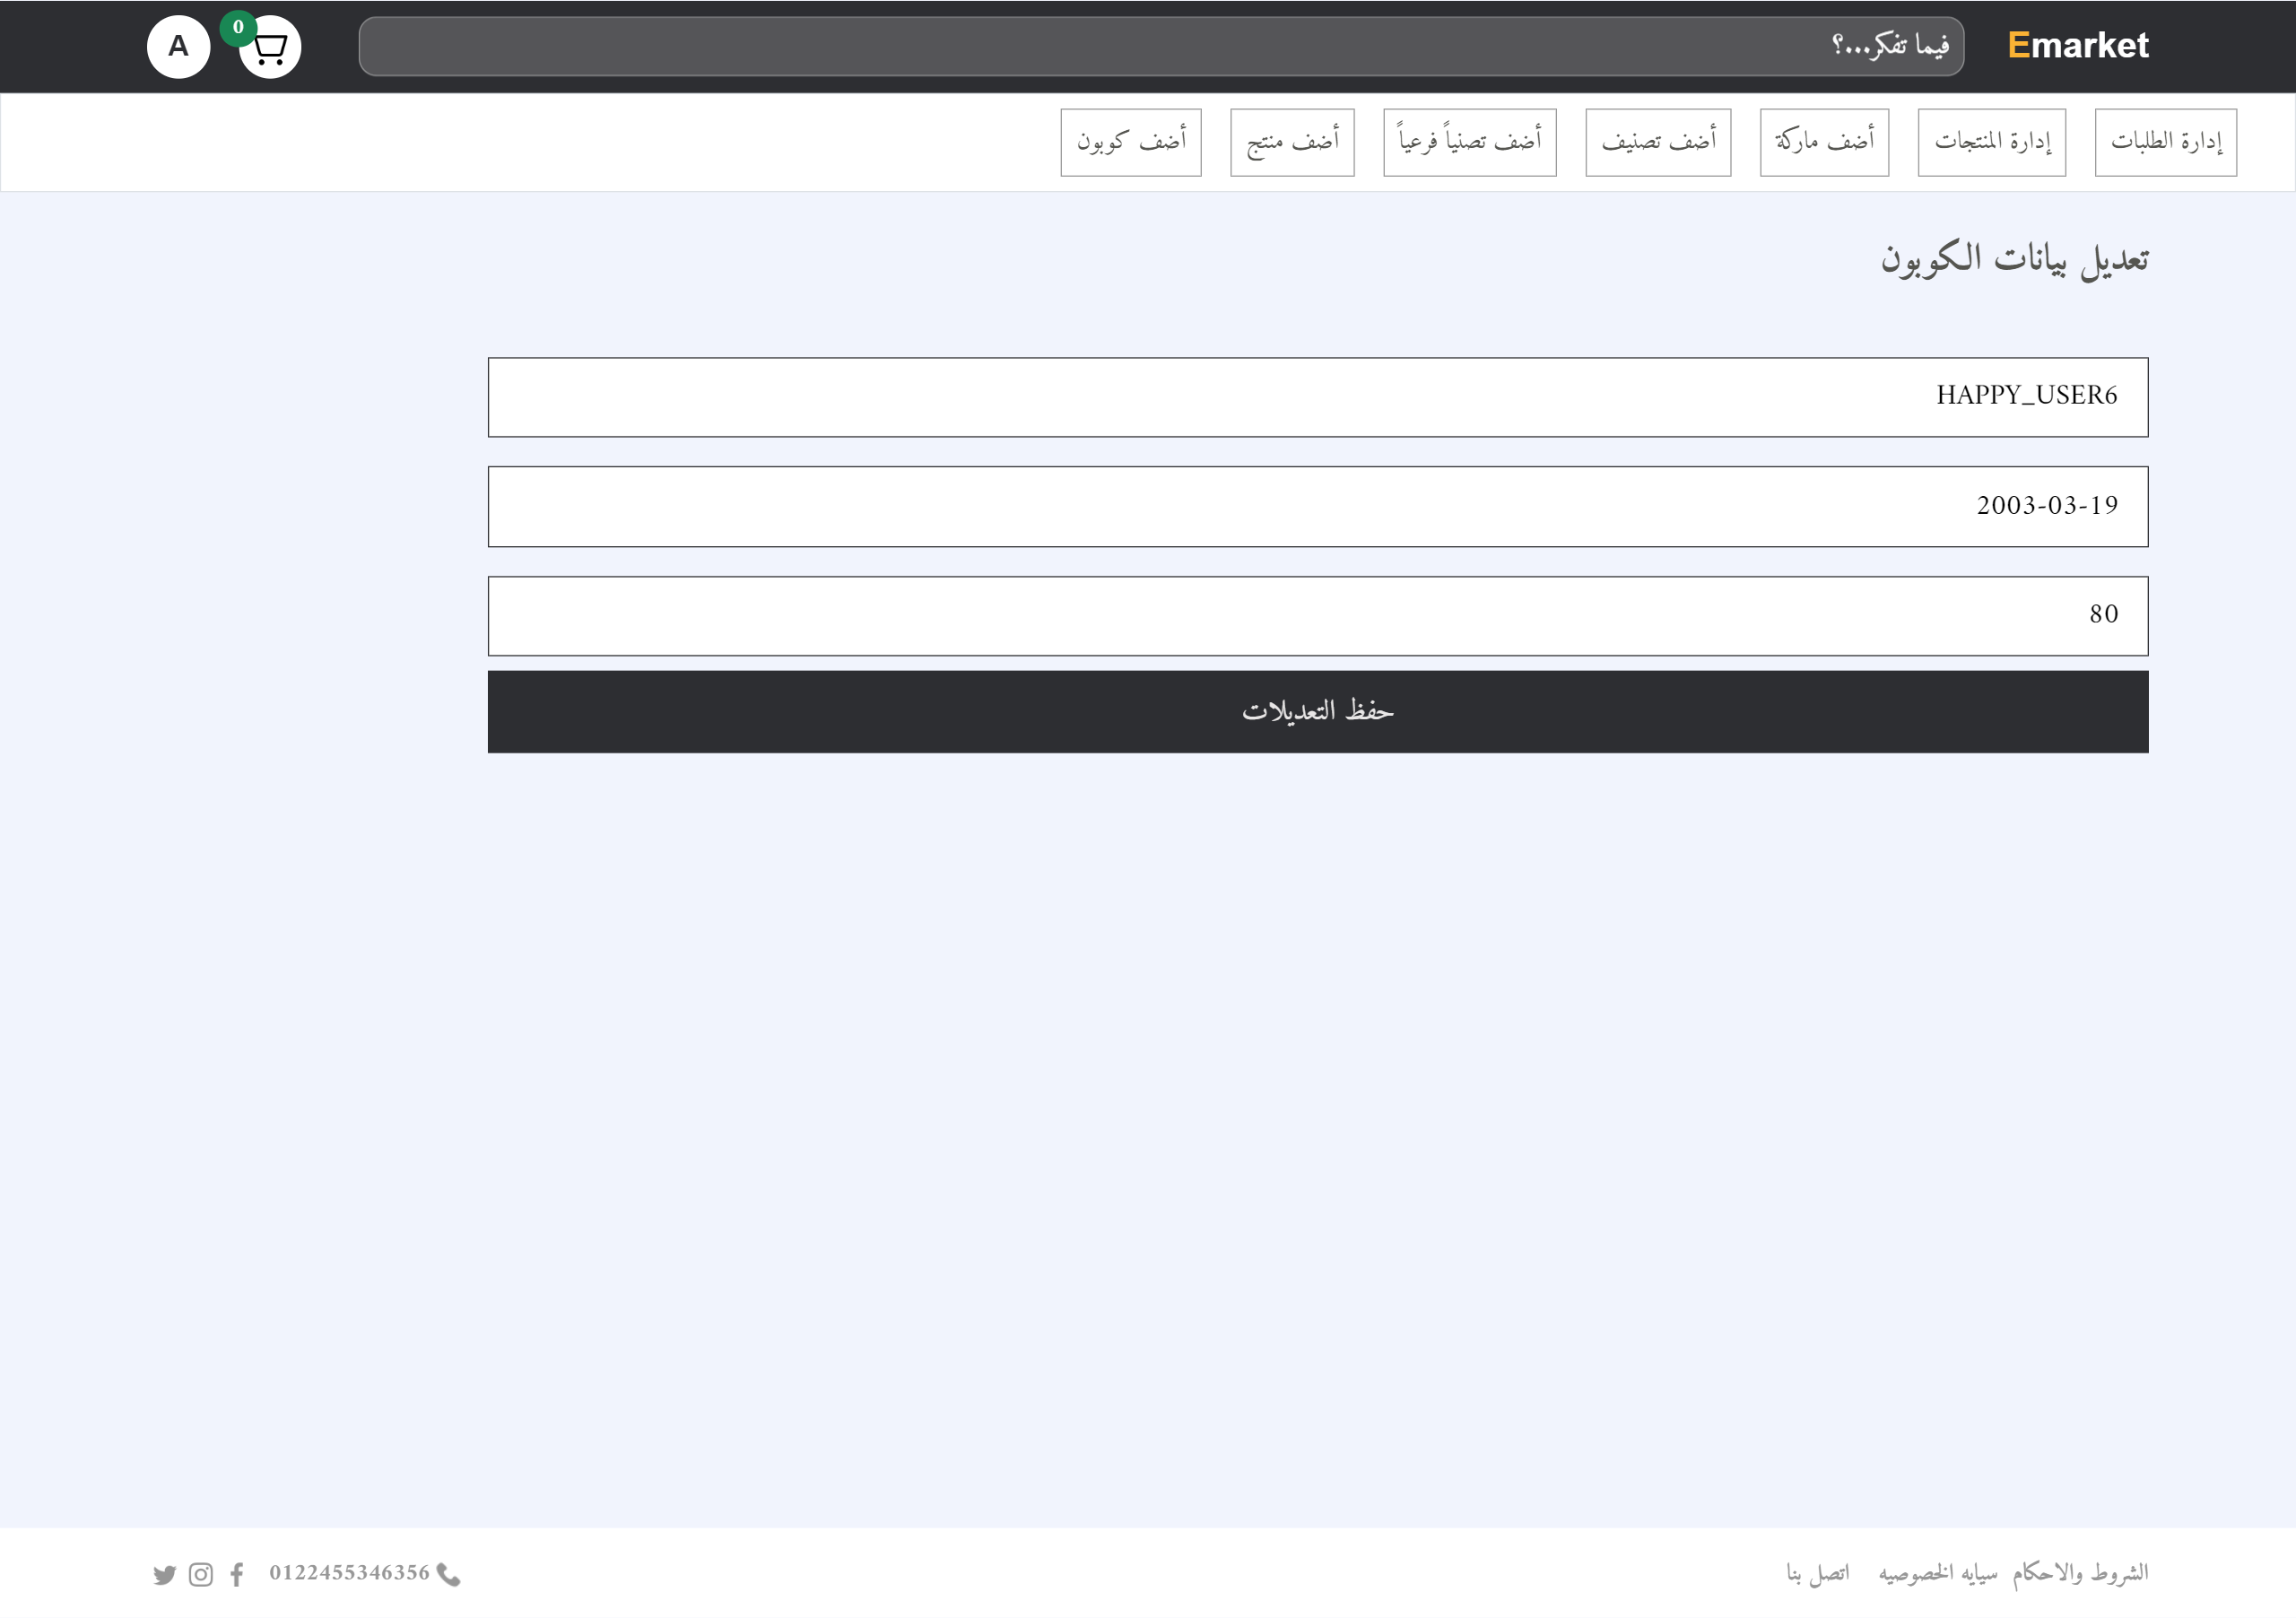 Emarket
فيما تفكر...؟
0
A
إدارة الطلبات
إدارة المنتجات
أضف ماركة
أضف تصنيف
أضف تصنياً فرعياً
أضف منتج
أضف كوبون
تعديل بيانات الكوبون
HAPPY_USER6
2003-03-19
80
حفظ التعديلات
الشروط والاحكام سيايه الخصوصيه اتصل بنا
0122455346356